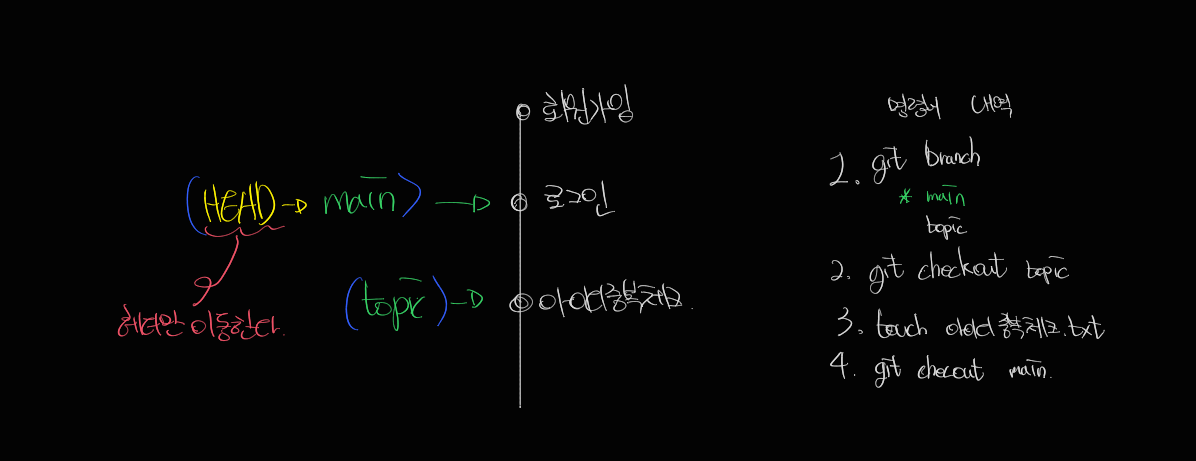 회원가입
(HEAD → main) → 로그인
(topic) → 아이디중복체크.
헤더만 이동한다.
명령어 내역
1. git branch
* main
topic
2. git checkout topic
3. touch 아이디중복체크.txt
4. git checout main.